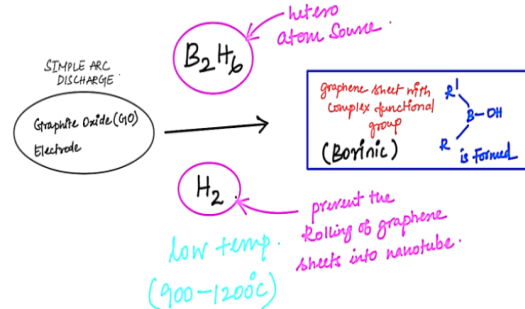 hetero
atom Source.
B2H6
SIMPLE ARC
DISCHARGE
Graphite Oxide (GO)
Electrode
graphene sheet with
complex functional
group
(Borinic)
R'
B-OH
R
is Formed
H2
prevent the
Rolling of graphene
sheets into nanotube.
low temp.
(900-1200°C)